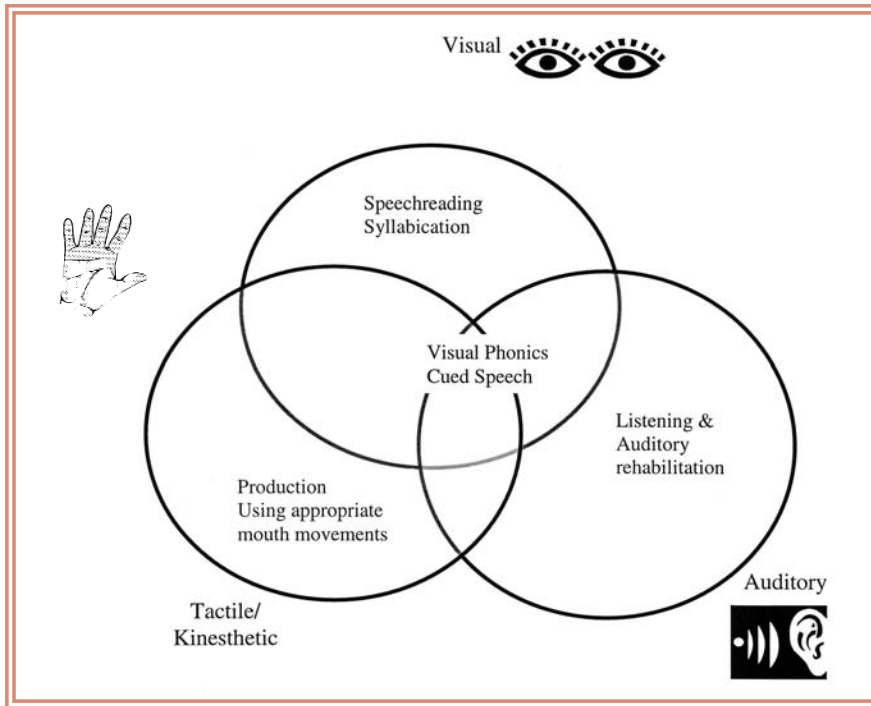 Visual
Speechreading
Syllabication
Visual Phonics
Cued Speech
Listening &
Auditory
rehabilitation
Production
Using appropriate
mouth movements
Auditory
Tactile/
Kinesthetic